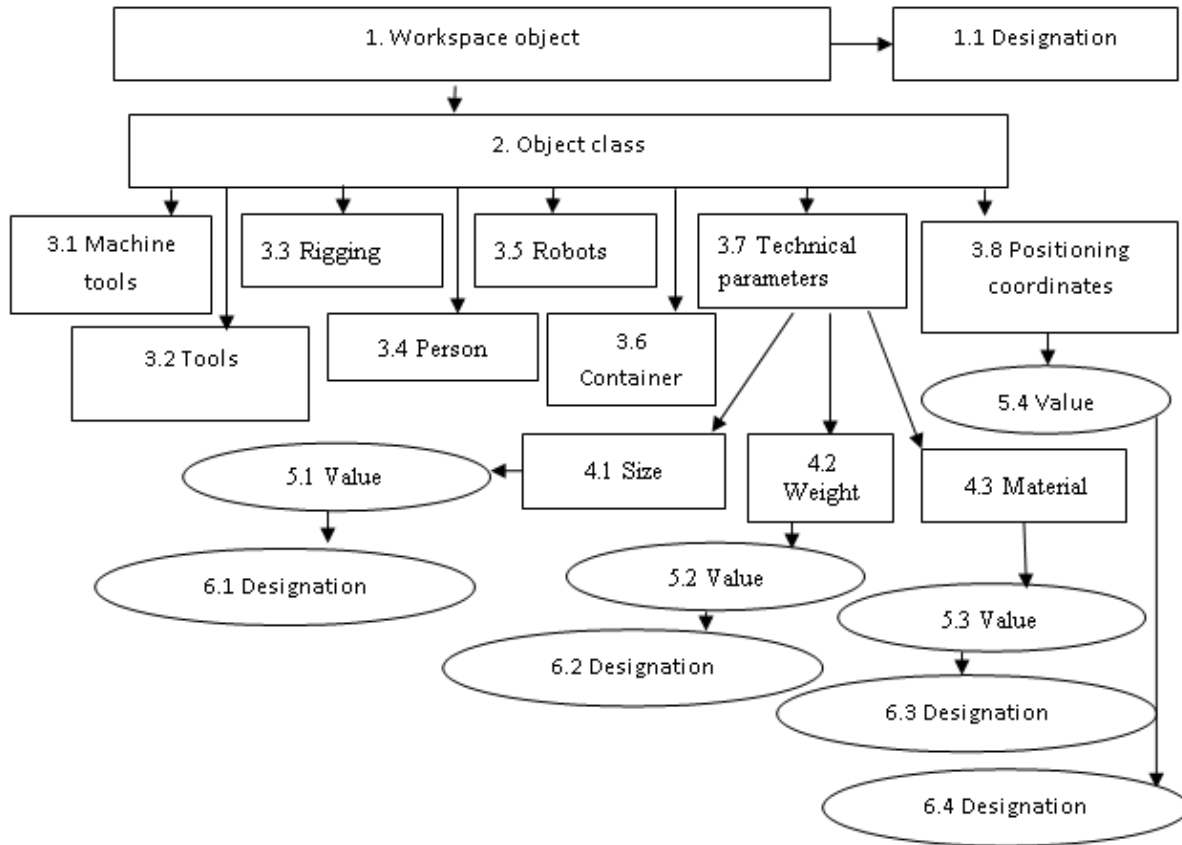 1. Workspace object
1.1 Designation
2. Object class
3.1 Machine
tools
3.2 Tools
3.3 Rigging
3.4 Person
3.5 Robots
3.6
Container
3.7 Technical
parameters
3.8 Positioning
coordinates
5.4 Value
4.1 Size
4.2
Weight
4.3 Material
5.1 Value
6.1 Designation
5.2 Value
6.2 Designation
5.3 Value
6.3 Designation
6.4 Designation